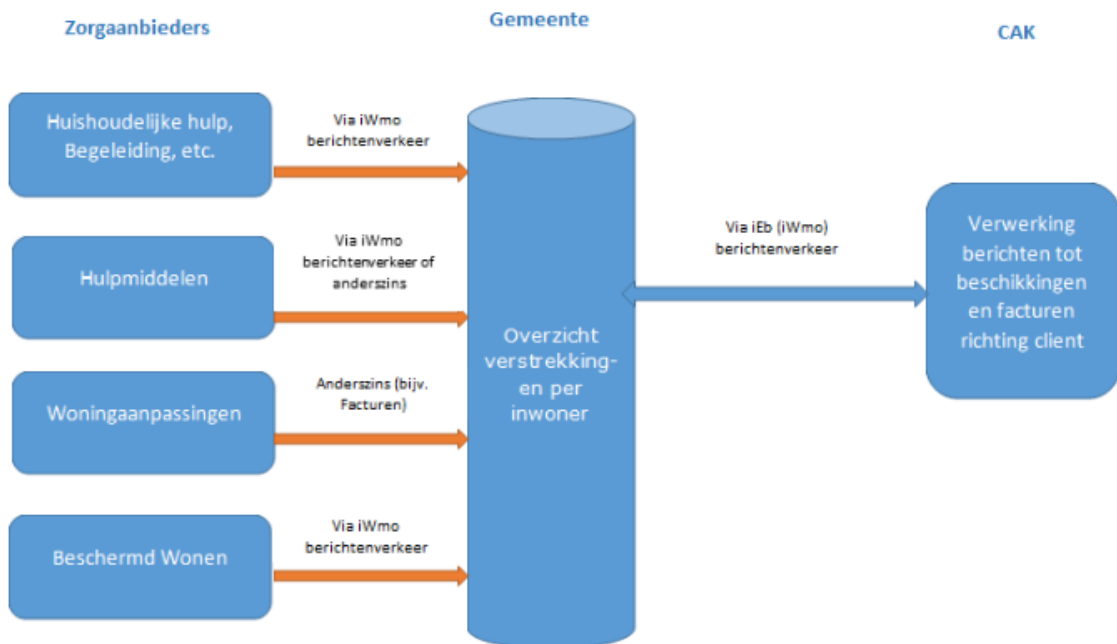 Zorgaanbieders
Gemeente
CAK
Huishoudelijke hulp,
Begeleiding, etc.
Via iWmo
berichtenverkeer
Hulpmiddelen
Via iWmo
berichtenverkeer of
anderszins
Woningaanpassingen
Anderszins (bijv.
Facturen)
Beschermd Wonen
Via iWmo
berichtenverkeer
Overzicht
verstrekking-
en per
inwoner
Via iEb (iWmo)
berichtenverkeer
Verwerking
berichten tot
beschikkingen
en facturen
richting client